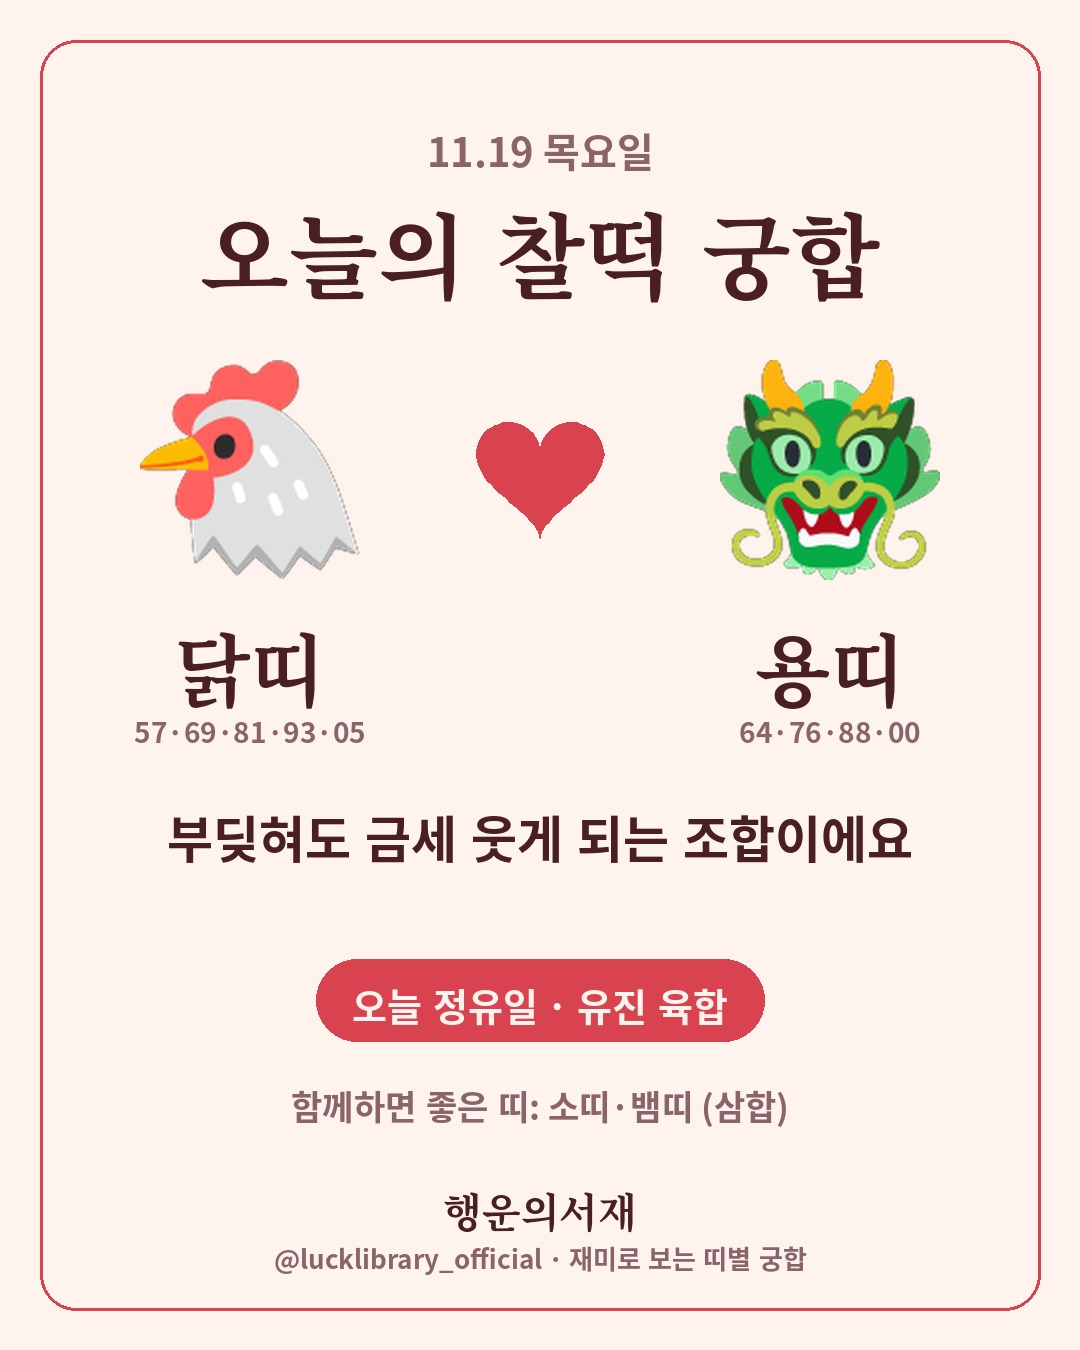 11.19 목요일
오늘의 찰떡 궁합
닭띠
57·69·81·93·05
용띠
64·76·88·00
부딪혀도 금세 웃게 되는 조합이에요
오늘 정유일 · 유진 육합
함께하면 좋은 띠: 소띠·뱀띠 (삼합)
행운의서재
@lucklibrary_official · 재미로 보는 띠별 궁합